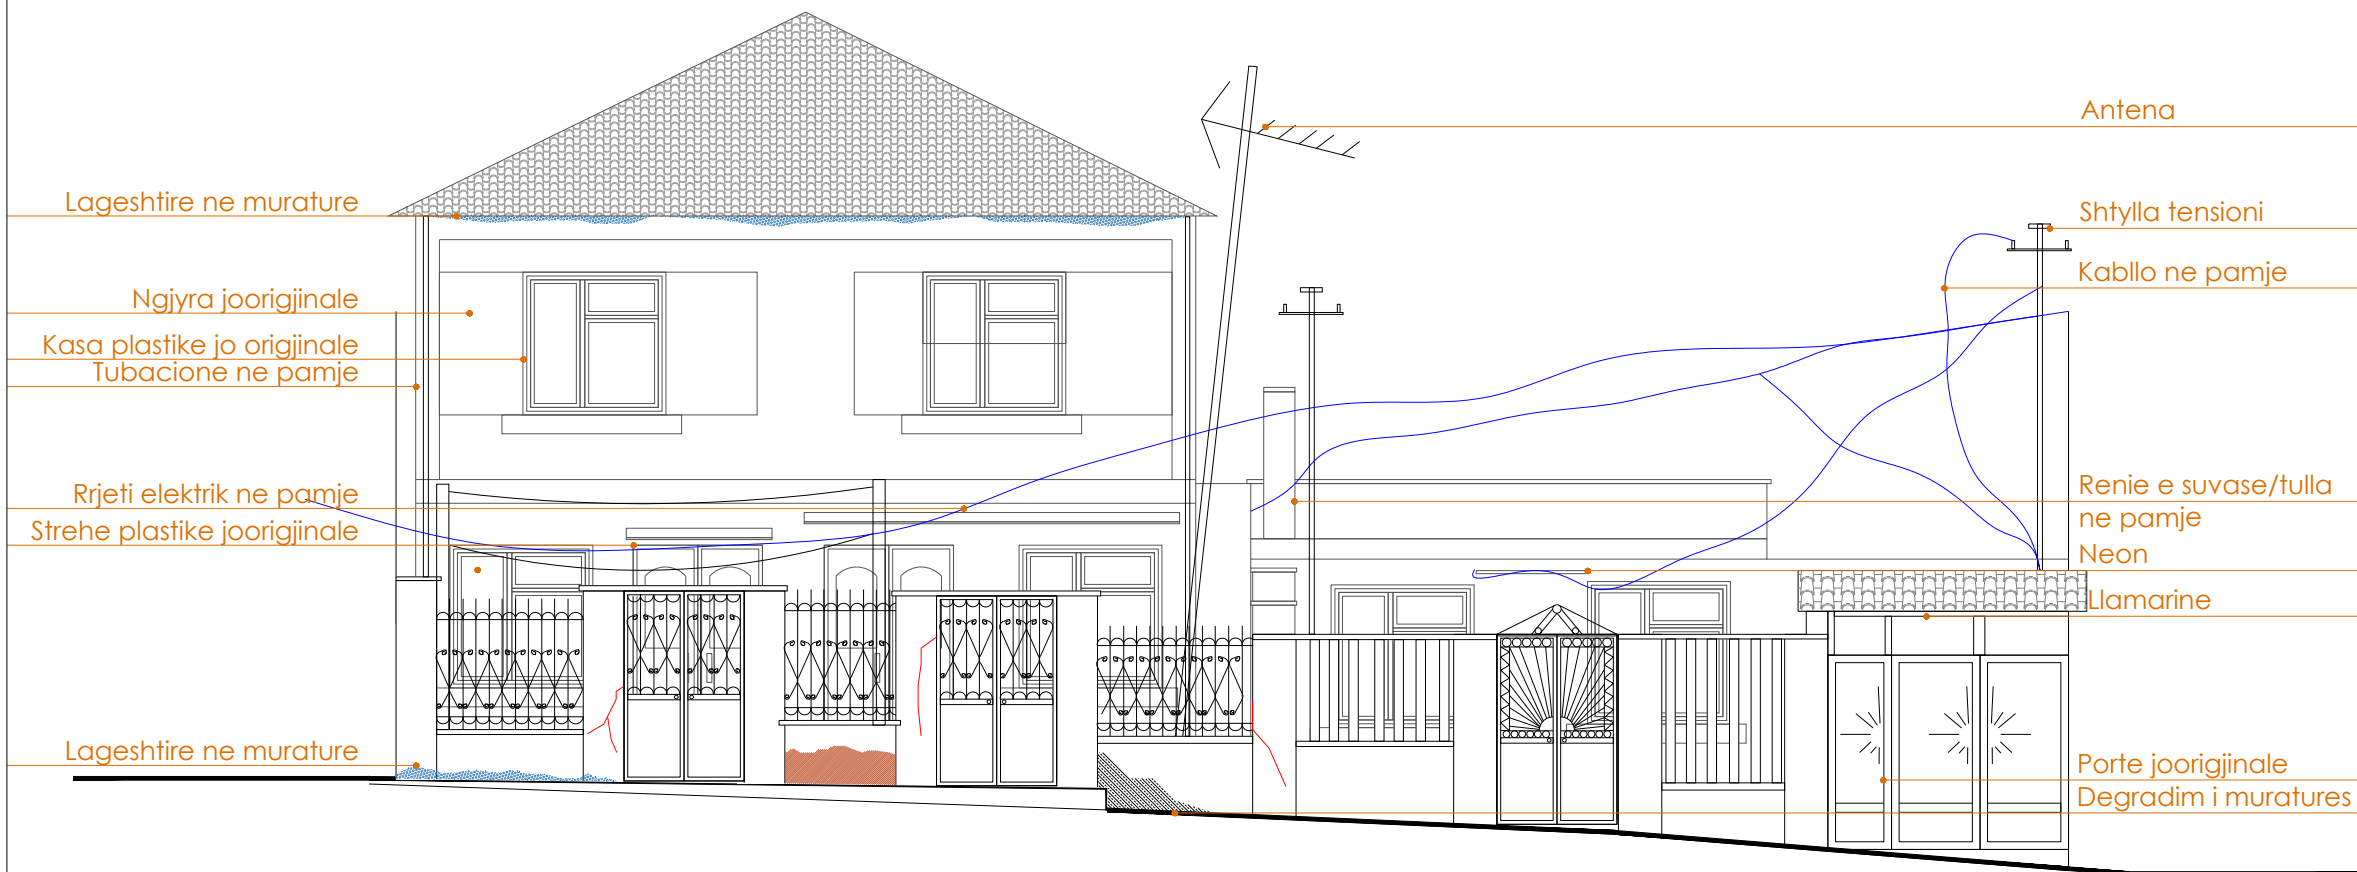 Lageshtire ne murature
Ngjyra joorigjinale
Kasa plastike jo origjinale
Tubacione ne pamje
Rrjeti elektrik ne pamje
Strehe plastike joorigjinale
Lageshtire ne murature
Antena
Shtylla tensioni
Kabllo ne pamje
Renie e suvase/tulla
ne pamje
Neon
Llamarine
Porte joorigjinale
Degradim i muratures